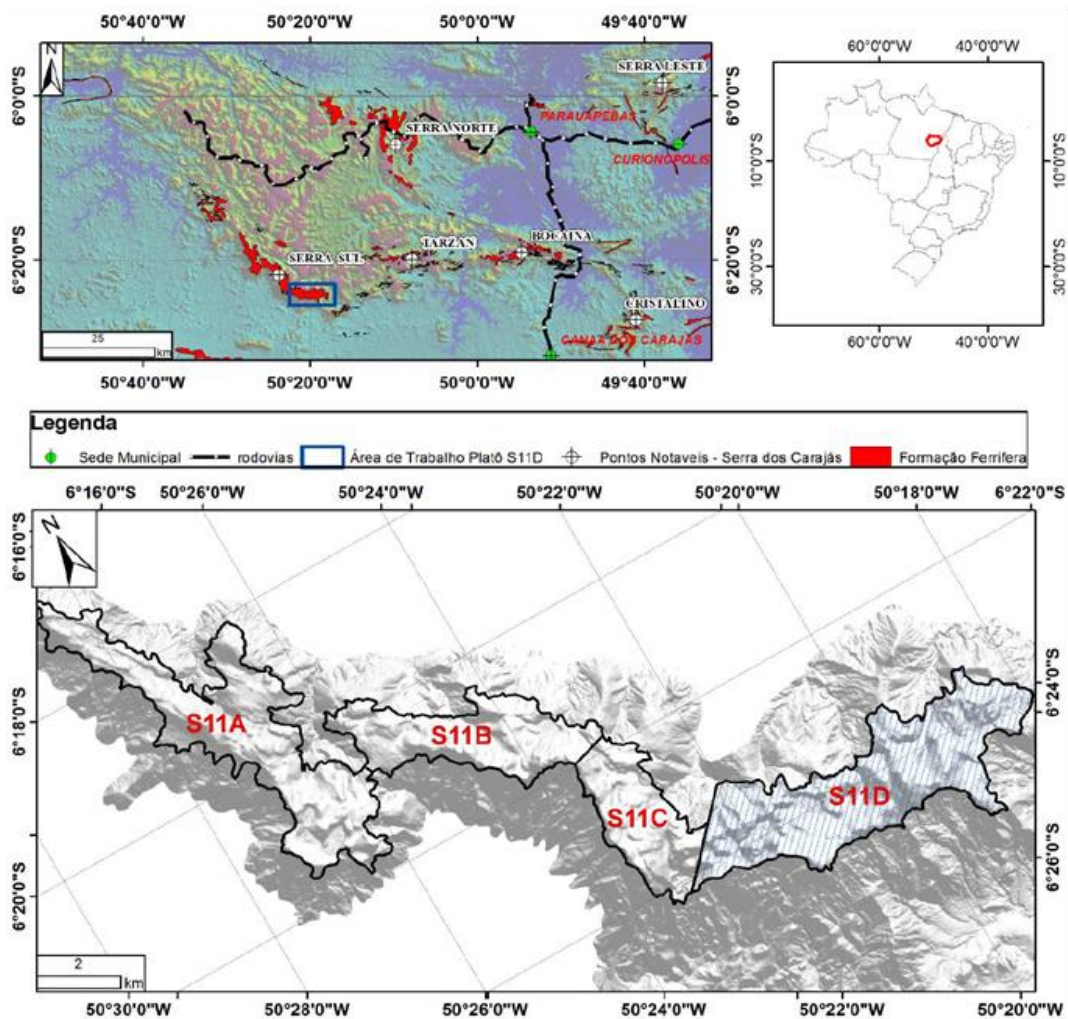 50°40'0"W 50°20'0"W 50°0'0"W 49°40'0"W
60°0'0"W 40°0'0"W
N
SERRA LESTE
6°0'0"S
6°0'0"S
PARAUAPEBAS
SERRA NORTE
CURIONÓPOLIS
10°0'0"S
10°0'0"S
BOCAINA
TARZAN
SERRA SUL
6°20'0"S
6°20'0"S
30°0'0"S
30°0'0"S
CRISTALINO
CANAA DOS CARAJÁS
25
km
50°40'0"W 50°20'0"W 50°0'0"W 49°40'0"W
60°0'0"W 40°0'0"W
Legenda
Sede Municipal rodovias Área de Trabalho Platô S11D Pontos Notaveis - Serra dos Carajás Formação Ferrífera
6°16'0"S 50°26'0"W 50°24'0"W 50°22'0"W 50°20'0"W 50°18'0"W 6°22'0"S
N
6°16'0"S
6°24'0"S
S11A
6°18'0"S
S11B
S11D
S11C
6°26'0"S
6°20'0"S
2
km
50°30'0"W 50°28'0"W 50°26'0"W 50°24'0"W 50°22'0"W 50°20'0"W